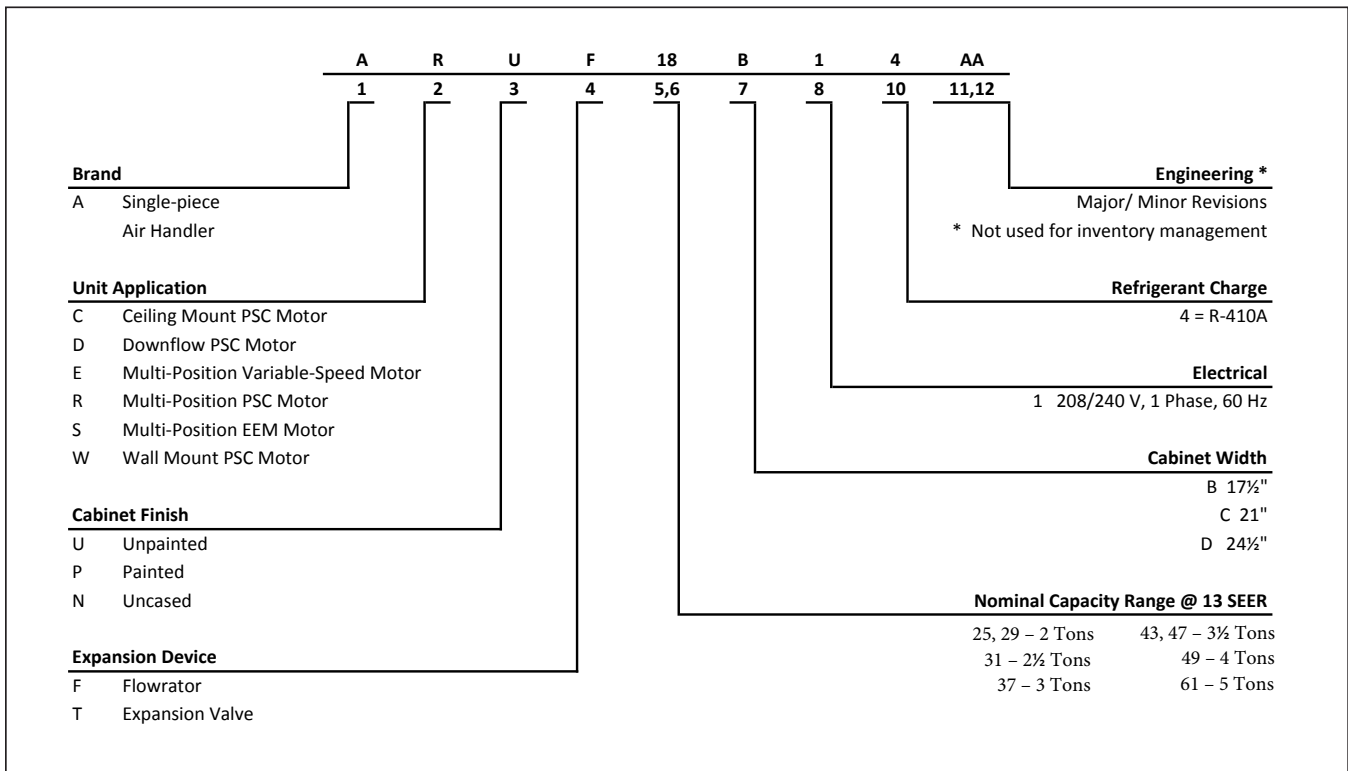 A R U F 18 B 1 4 AA
1 2 3 4 5,6 7 8 10 11,12
Brand
A Single-piece
Air Handler
Unit Application
C Ceiling Mount PSC Motor
D Downflow PSC Motor
E Multi-Position Variable-Speed Motor
R Multi-Position PSC Motor
S Multi-Position EEM Motor
W Wall Mount PSC Motor
Cabinet Finish
U Unpainted
P Painted
N Uncased
Expansion Device
F Flowrator
T Expansion Valve
Engineering *
Major/ Minor Revisions
* Not used for inventory management
Refrigerant Charge
4 = R-410A
Electrical
1 208/240 V, 1 Phase, 60 Hz
Cabinet Width
B 17½"
C 21"
D 24½"
Nominal Capacity Range @ 13 SEER
25, 29 – 2 Tons 43, 47 – 3½ Tons
31 – 2½ Tons 49 – 4 Tons
37 – 3 Tons 61 – 5 Tons